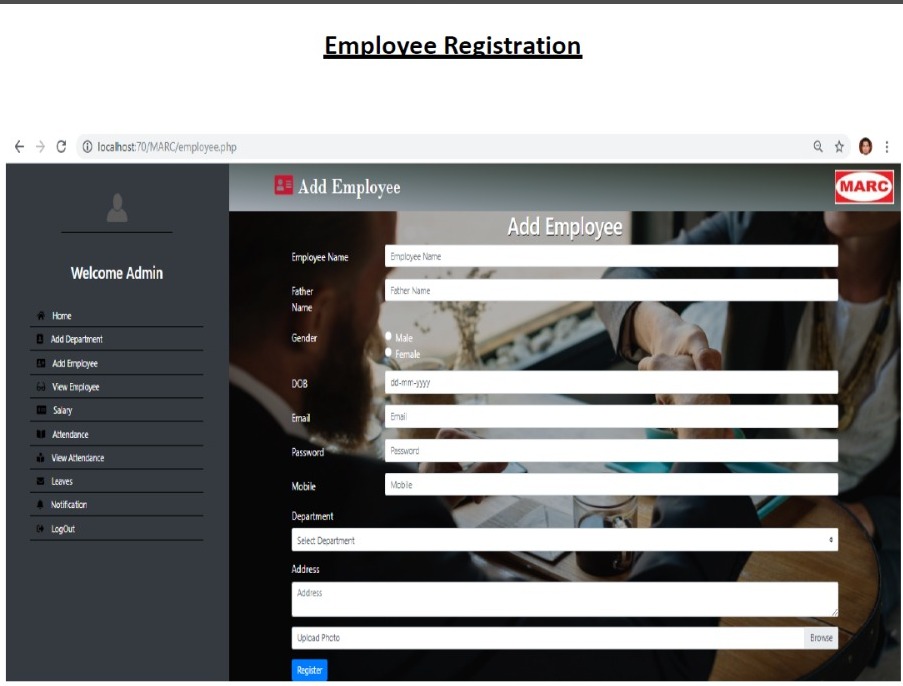 Employee Registration
localhost:70/MARC/employee.php
Add Employee
MARC
Welcome Admin
Home
Add Department
Add Employee
View Employee
Salary
Attendance
View Attendance
Leaves
Notification
LogOut
Add Employee
Employee Name
Employee Name
Father
Name
Father Name
Gender
Male
Female
DOB
dd-mm-yyyy
Email
Email
Password
Password
Mobile
Mobile
Department
Select Department
Address
Address
Upload Photo
Browse
Register